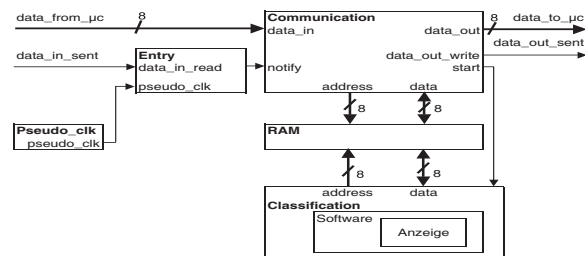 data_from_µc
8
Communication
8
data_to_µc
data_in
data_out
data_out_sent
data_in_sent
Entry
data_out_write
data_in_read
notify
start
pseudo_clk
address
data
8
8
Pseudo_clk
RAM
pseudo_clk
8
8
address
data
Classification
Software
Anzeige